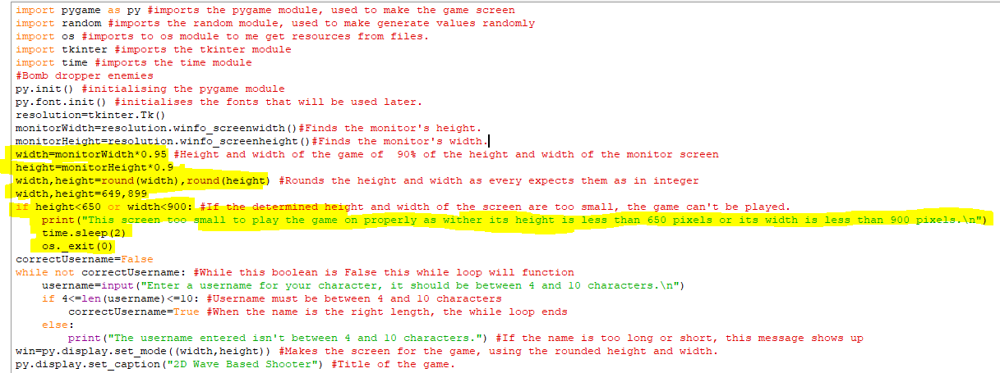 import pygame as py #imports the pygame module, used to make the game screen
import random #imports the random module, used to make generate values randomly
import os #imports to os module to me get resources from files.
import tkinter #imports the tkinter module
import time #imports the time module
#Bomb dropper enemies
py.init() #initialising the pygame module
py.font.init() #initialises the fonts that will be used later.
resolution=tkinter.Tk()
monitorWidth=resolution.winfo_screenwidth()#Finds the monitor's height.
monitorHeight=resolution.winfo_screenheight()#Finds the monitor's width.
width=monitorWidth*0.95 #Height and width of the game of  90% of the height and width of the monitor screen
height=monitorHeight*0.9
width,height=round(width),round(height) #Rounds the height and width as every expects them as in integer
width,height=649,899
if height<650 or width<900: #If the determined height and width of the screen are too small, the game can't be played.
    print("This screen too small to play the game on properly as wither its height is less than 650 pixels or its width is less than 900 pixels.\n")
    time.sleep(2)
    os._exit(0)
correctUsername=False
while not correctUsername: #While this boolean is False this while loop will function
    username=input("Enter a username for your character, it should be between 4 and 10 characters.\n")
    if 4<=len(username)<=10: #Username must be between 4 and 10 characters
        correctUsername=True #When the name is the right length, the while loop ends
    else:
        print("The username entered isn't between 4 and 10 characters.") #If the name is too long or short, this message shows up
win=py.display.set_mode((width,height)) #Makes the screen for the game, using the rounded height and width.
py.display.set_caption("2D Wave Based Shooter") #Title of the game.